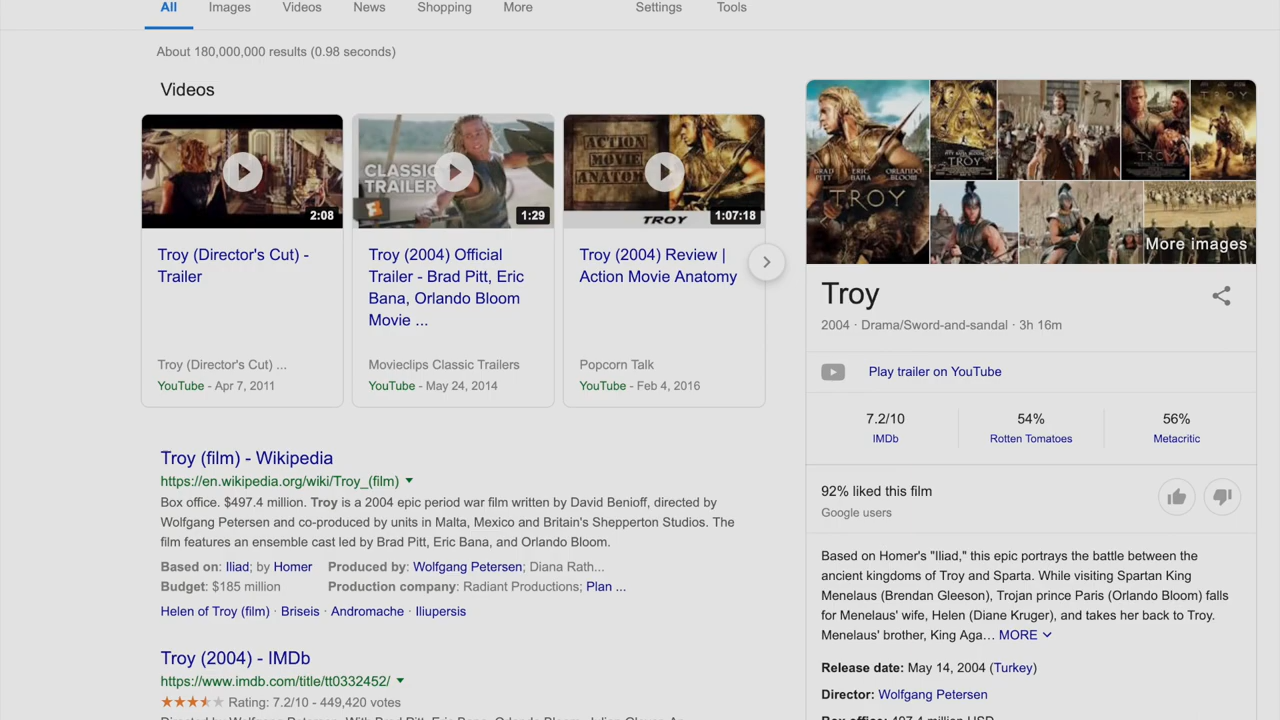 All Images Videos News Shopping More Settings Tools
About 180,000,000 results (0.98 seconds)
Videos
2:08
CLASSIC
TRAILER
1:29
ACTION
MOVIE
ANATOMY
TROY
1:07:18
Troy (Director's Cut) -
Trailer
Troy (Director's Cut) ...
YouTube - Apr 7, 2011
Troy (2004) Official
Trailer - Brad Pitt, Eric
Bana, Orlando Bloom
Movie ...
Movieclips Classic Trailers
YouTube - May 24, 2014
Troy (2004) Review |
Action Movie Anatomy
Popcorn Talk
YouTube - Feb 4, 2016
Troy (film) - Wikipedia
https://en.wikipedia.org/wiki/Troy_(film)
Box office. $497.4 million. Troy is a 2004 epic period war film written by David Benioff, directed by
Wolfgang Petersen and co-produced by units in Malta, Mexico and Britain's Shepperton Studios. The
film features an ensemble cast led by Brad Pitt, Eric Bana, and Orlando Bloom.
Based on: Iliad; by Homer Produced by: Wolfgang Petersen; Diana Rath...
Budget: $185 million Production company: Radiant Productions; Plan ...
Helen of Troy (film) · Briseis · Andromache · Iliupersis
Troy (2004) - IMDb
https://www.imdb.com/title/tt0332452/
Rating: 7.2/10 - 449,420 votes
BRAD PITT ERIC BANA ORLANDO BLOOM
TROY
TROY
TROY
TROY
More images
Troy
2004 · Drama/Sword-and-sandal · 3h 16m
Play trailer on YouTube
7.2/10 54% 56%
IMDb Rotten Tomatoes Metacritic
92% liked this film
Google users
Based on Homer's "Iliad," this epic portrays the battle between the
ancient kingdoms of Troy and Sparta. While visiting Spartan King
Menelaus (Brendan Gleeson), Trojan prince Paris (Orlando Bloom) falls
for Menelaus' wife, Helen (Diane Kruger), and takes her back to Troy.
Menelaus' brother, King Aga… MORE
Release date: May 14, 2004 (Turkey)
Director: Wolfgang Petersen